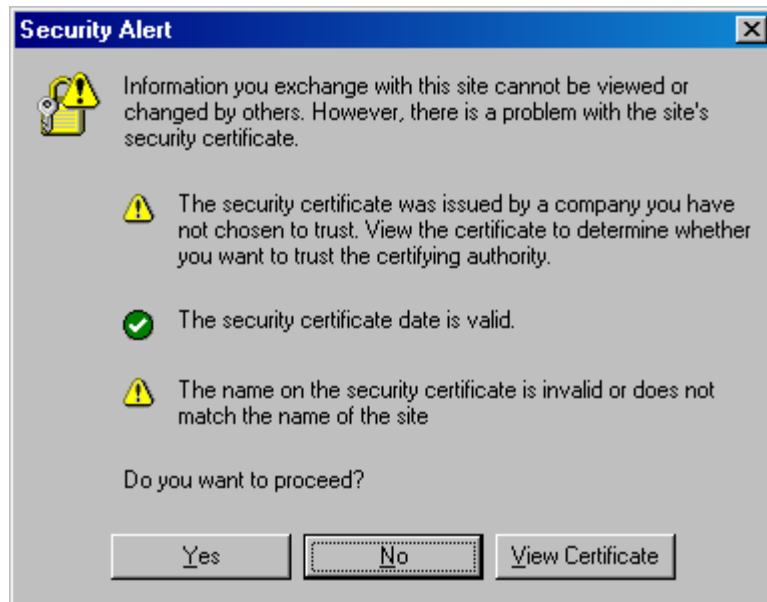 Security Alert
Information you exchange with this site cannot be viewed or
changed by others. However, there is a problem with the site's
security certificate.
The security certificate was issued by a company you have
not chosen to trust. View the certificate to determine whether
you want to trust the certifying authority.
The security certificate date is valid.
The name on the security certificate is invalid or does not
match the name of the site
Do you want to proceed?
Yes No View Certificate